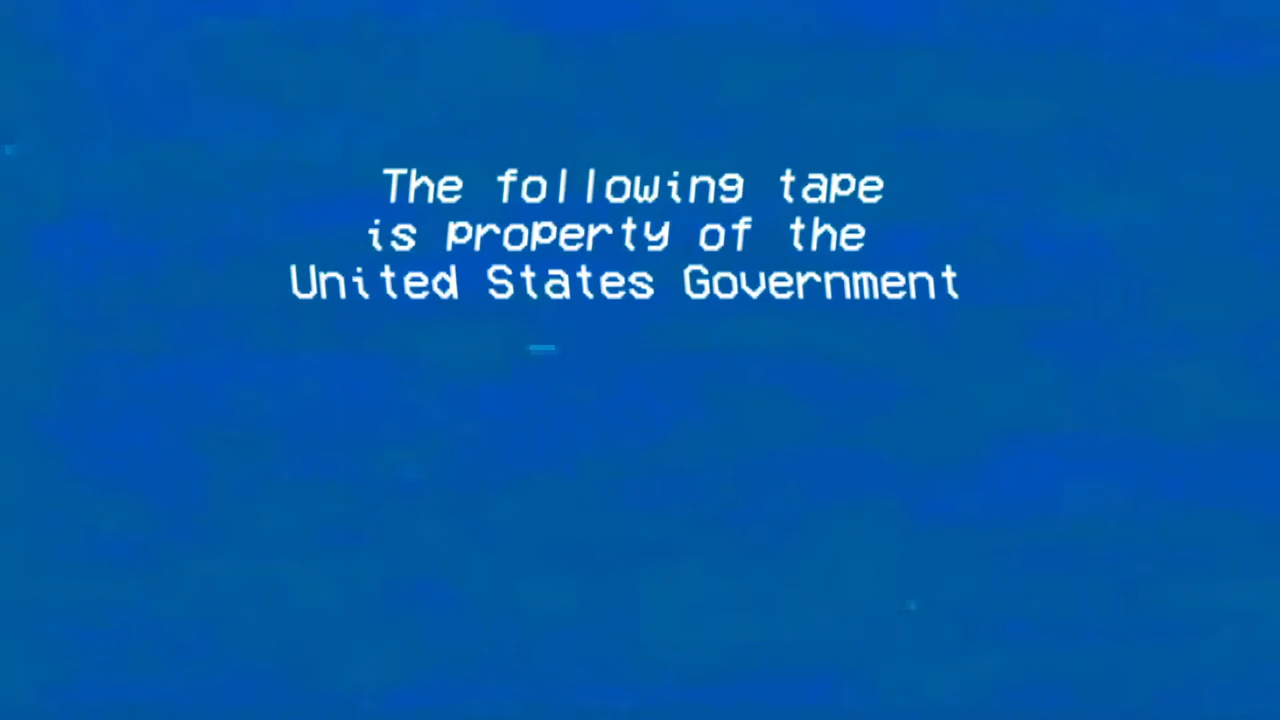 The following tape
is property of the
United States Government